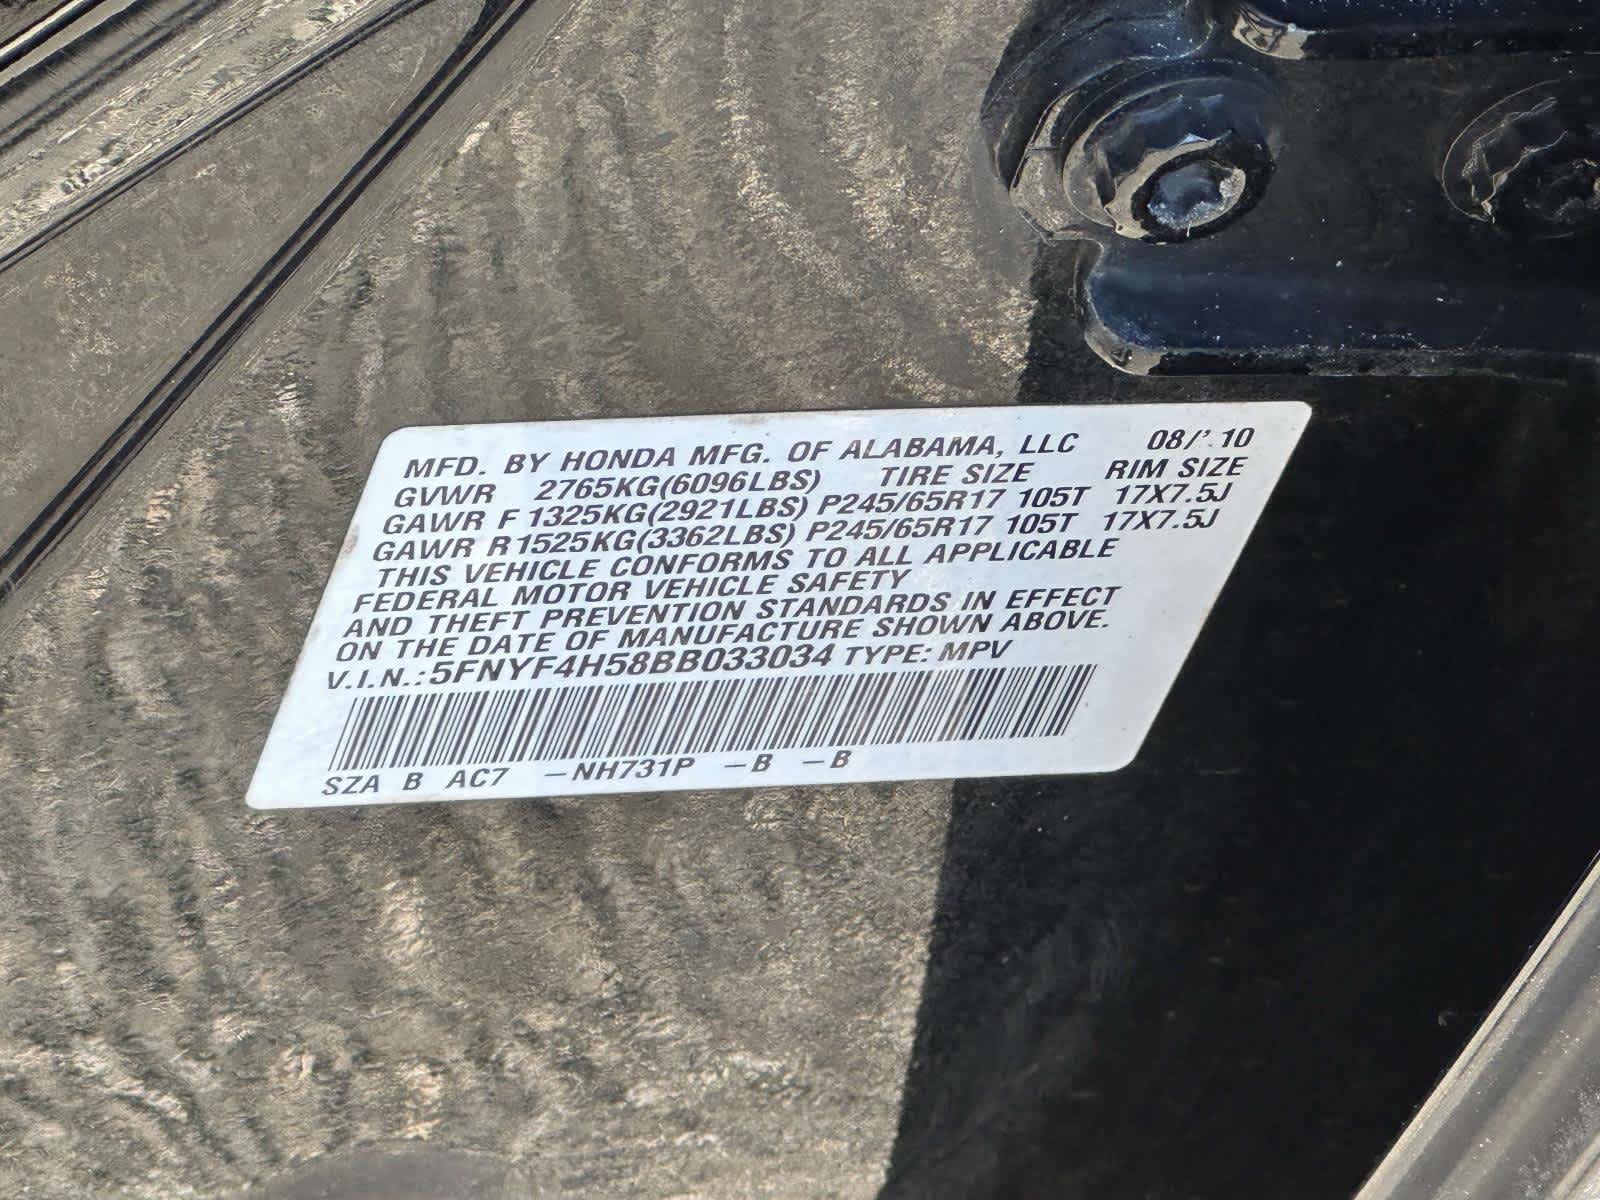 MFD. BY HONDA MFG. OF ALABAMA, LLC 08/'.10
GVWR 2765KG(6096LBS) TIRE SIZE RIM SIZE
GAWR F 1325KG(2921LBS) P245/65R17 105T 17X7.5J
GAWR R 1525KG(3362LBS) P245/65R17 105T 17X7.5J
THIS VEHICLE CONFORMS TO ALL APPLICABLE
FEDERAL MOTOR VEHICLE SAFETY
AND THEFT PREVENTION STANDARDS IN EFFECT
ON THE DATE OF MANUFACTURE SHOWN ABOVE.
V.I.N.: 5FNYF4H58BB033034 TYPE: MPV
SZA B AC7 –NH731P –B –B